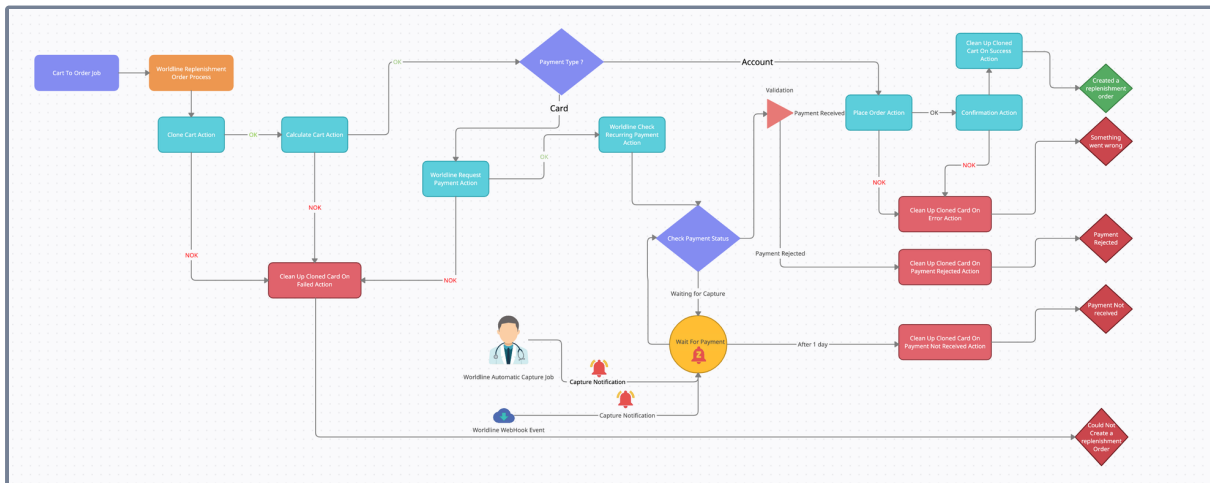 Cart To Order Job
Worldline Replenishment
Order Process
Clone Cart Action
OK
Calculate Cart Action
OK
NOK
NOK
Clean Up Cloned Card On
Failed Action
Payment Type ?
Card
Account
Worldline Request
Payment Action
OK
NOK
Worldline Check
Recurring Payment
Action
Check Payment Status
Validation
Payment Received
Payment Rejected
Place Order Action
OK
Confirmation Action
NOK
NOK
Clean Up Cloned
Cart On Success
Action
Created a
replenishment
order
Something
went wrong
Clean Up Cloned Card On
Error Action
Clean Up Cloned Card On
Payment Rejected Action
Payment
Rejected
Waiting for Capture
Wait For Payment
z
After 1 day
Clean Up Cloned Card On
Payment Not Received Action
Payment Not
received
Worldline Automatic Capture Job
Capture Notification
Worldline WebHook Event
Capture Notification
Could Not
Create a
replenishment
Order